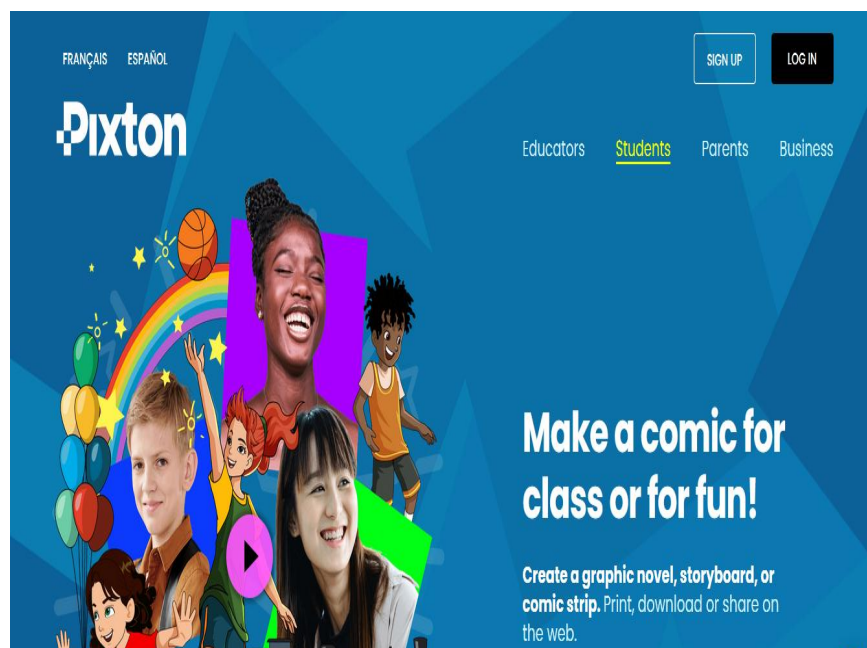 FRANÇAIS ESPAÑOL
SIGN UP LOG IN
Pixton
Educators Students Parents Business
Make a comic for
class or for fun!
Create a graphic novel, storyboard, or
comic strip. Print, download or share on
the web.